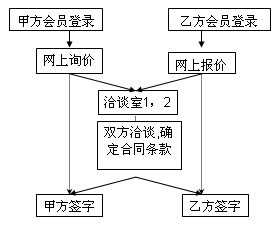 甲方会员登录
乙方会员登录
网上询价
网上报价
洽谈室1，2
双方洽谈,确
定合同条款
甲方签字
乙方签字